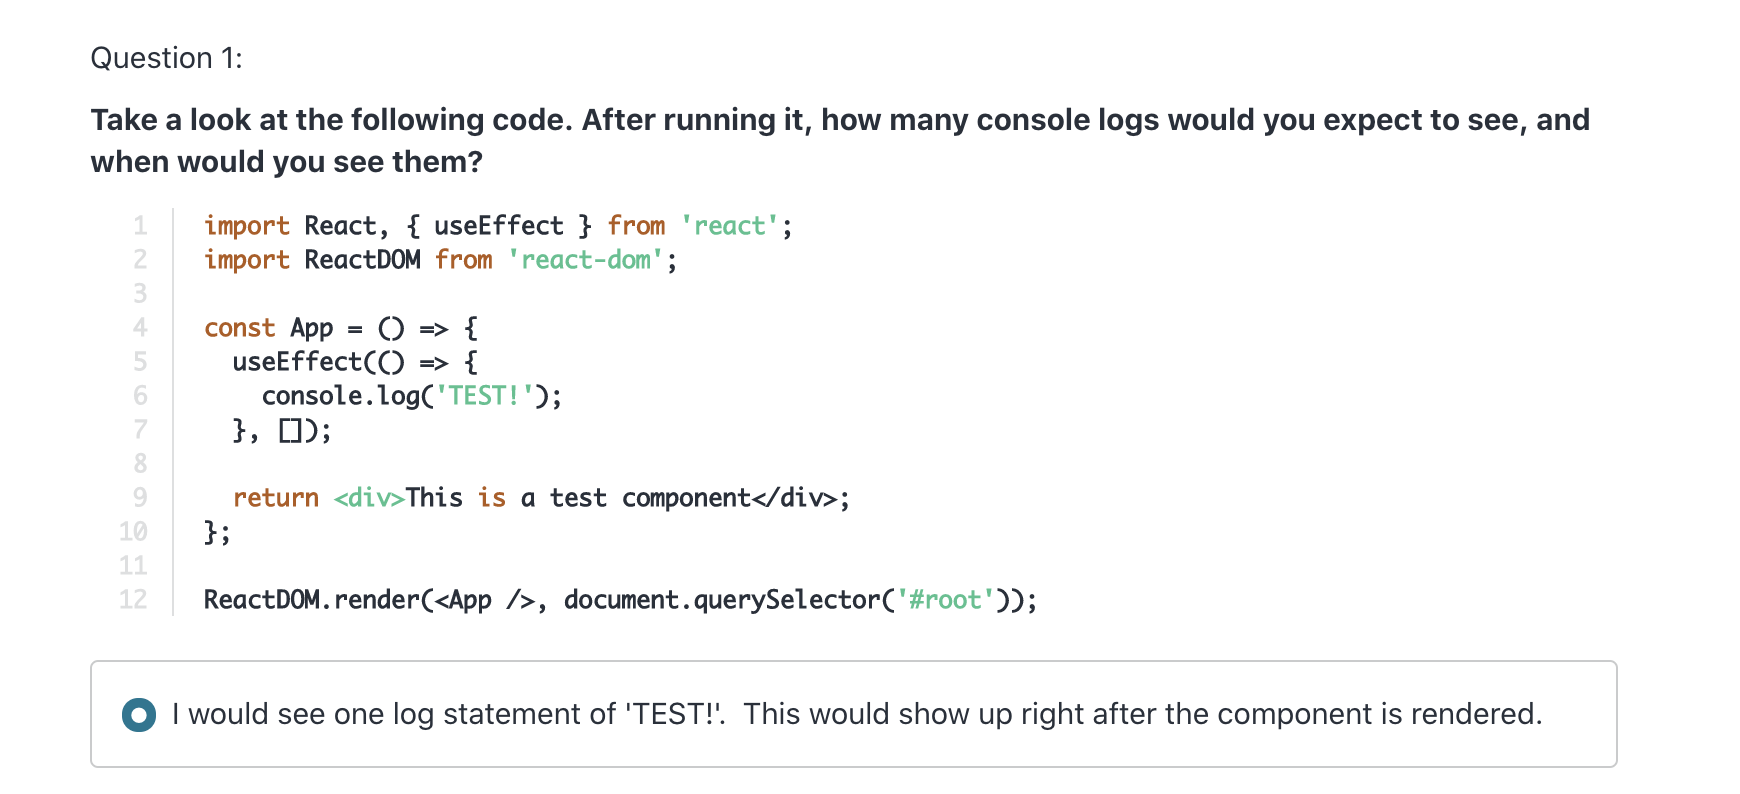 Question 1:
Take a look at the following code. After running it, how many console logs would you expect to see, and
when would you see them?
1 import React, { useEffect } from 'react';
2 import ReactDOM from 'react-dom';
3
4 const App = () => {
5   useEffect(() => {
6     console.log('TEST!');
7   }, []);
8
9   return <div>This is a test component</div>;
10 };
11
12 ReactDOM.render(<App />, document.querySelector('#root'));
I would see one log statement of 'TEST!'.  This would show up right after the component is rendered.